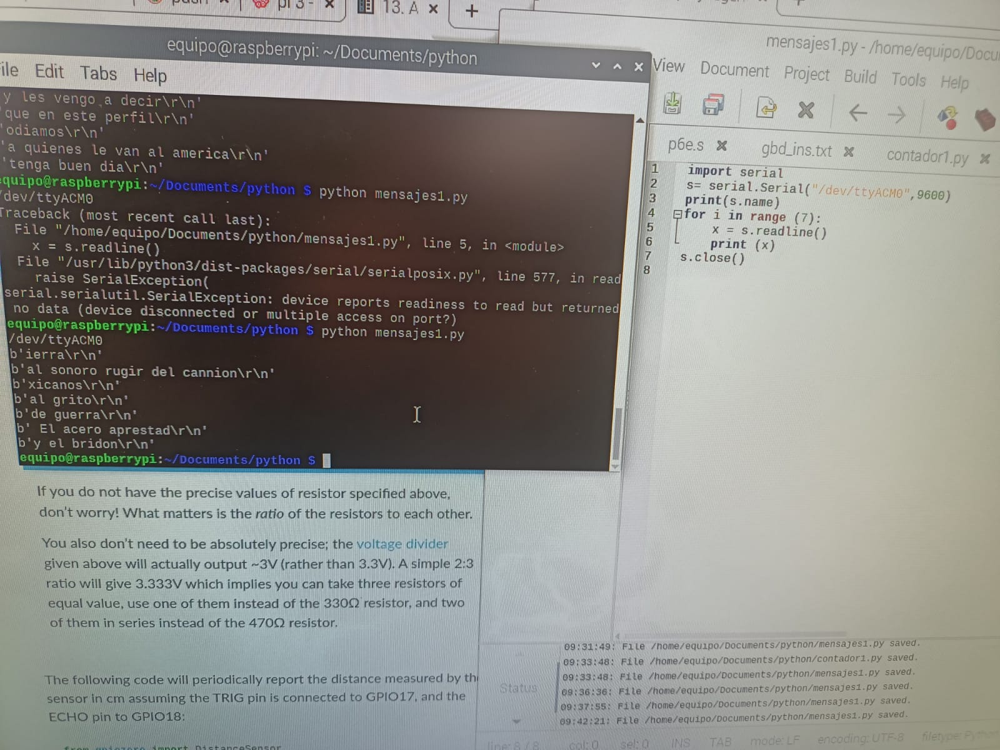 pi 3 -
13. A
equipo@raspberrypi: ~/Documents/python
Edit Tabs Help
y les vengo a decir\r\n'
'que en este perfil\r\n'
'odiamos\r\n'
'a quienes le van al america\r\n'
'tenga buen dia\r\n'
equipo@raspberrypi:~/Documents/python $ python mensajes1.py
/dev/ttyACM0
Traceback (most recent call last):
File "/home/equipo/Documents/python/mensajes1.py", line 5, in <module>
x = s.readline()
File "/usr/lib/python3/dist-packages/serial/serialposix.py", line 577, in read
raise SerialException(
serial.serialutil.SerialException: device reports readiness to read but returned
no data (device disconnected or multiple access on port?)
equipo@raspberrypi:~/Documents/python $ python mensajes1.py
/dev/ttyACM0
b'ierra\r\n'
b'al sonoro rugir del cannion\r\n'
b'xicanos\r\n'
b'al grito\r\n'
b'de guerra\r\n'
b' El acero aprestad\r\n'
b'y el bridon\r\n'
equipo@raspberrypi:~/Documents/python $
If you do not have the precise values of resistor specified above,
don't worry! What matters is the ratio of the resistors to each other.
You also don't need to be absolutely precise; the voltage divider
given above will actually output ~3V (rather than 3.3V). A simple 2:3
ratio will give 3.333V which implies you can take three resistors of
equal value, use one of them instead of the 330Ω resistor, and two
of them in series instead of the 470Ω resistor.
The following code will periodically report the distance measured by the
sensor in cm assuming the TRIG pin is connected to GPIO17, and the
ECHO pin to GPIO18:
import DistanceSensor
mensajes1.py - /home/equipo/Docu
View Document Project Build Tools Help
p6e.s gbd_ins.txt contador1.py
1 import serial
2 s= serial.Serial("/dev/ttyACM0",9600)
3 print(s.name)
4 for i in range (7):
5 x = s.readline()
6 print (x)
7 s.close()
8
Status
09:31:49: File /home/equipo/Documents/python/mensajes1.py saved.
09:33:48: File /home/equipo/Documents/python/contador1.py saved.
09:33:48: File /home/equipo/Documents/python/mensajes1.py saved.
09:36:36: File /home/equipo/Documents/python/mensajes1.py saved.
09:37:55: File /home/equipo/Documents/python/mensajes1.py saved.
09:42:21: File /home/equipo/Documents/python/mensajes1.py saved.
line: 8 / 8 col: 0 sel: 0 INS TAB mode: LF encoding: UTF-8 filetype: Python